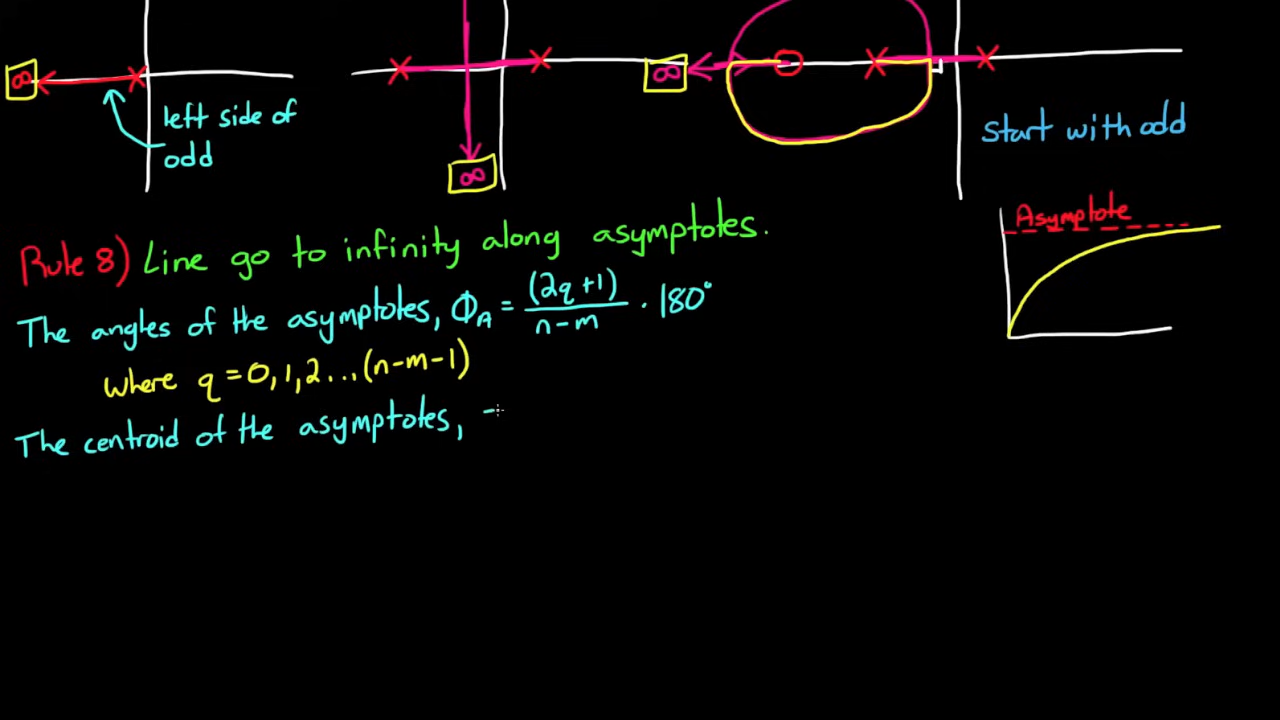 ∞
left side of
odd
∞
∞
start with odd
Asymptote
Rule 8) Line go to infinity along asymptotes.
The angles of the asymptotes, Φ_A = (2q+1)/(n-m) · 180°
where q = 0, 1, 2 ... (n-m-1)
The centroid of the asymptotes,